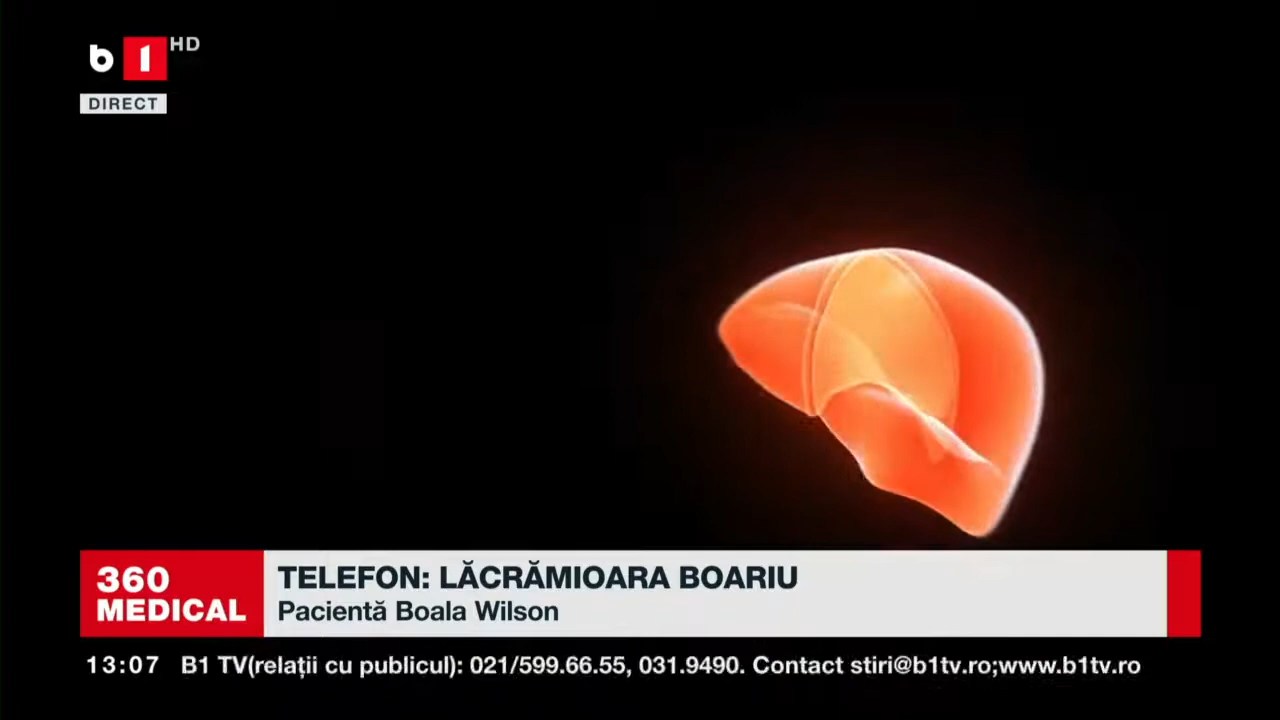 b 1 HD
DIRECT
360
MEDICAL
TELEFON: LĂCRĂMIOARA BOARIU
Pacientă Boala Wilson
13:07 B1 TV(relații cu publicul): 021/599.66.55, 031.9490. Contact stiri@b1tv.ro;www.b1tv.ro